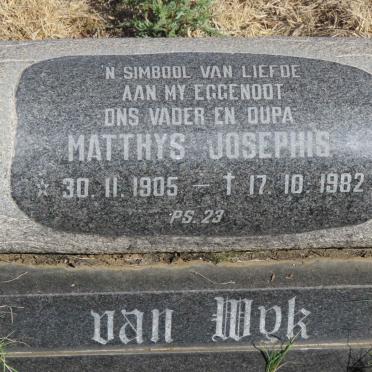 'N SIMBOOL VAN LIEFDE
AAN MY EGGENOOT
ONS VADER EN OUPA
MATTHYS JOSEPHIS
☆ 30.11.1905 – † 17.10.1982
PS. 23
van Wyk